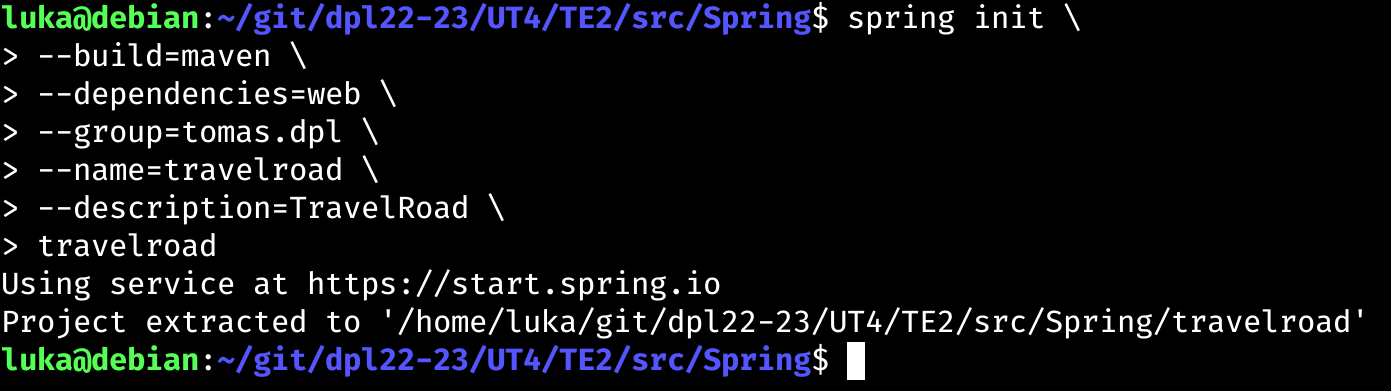 luka@debian:~/git/dpl22-23/UT4/TE2/src/Spring$ spring init \
> --build=maven \
> --dependencies=web \
> --group=tomas.dpl \
> --name=travelroad \
> --description=TravelRoad \
> travelroad
Using service at https://start.spring.io
Project extracted to '/home/luka/git/dpl22-23/UT4/TE2/src/Spring/travelroad'
luka@debian:~/git/dpl22-23/UT4/TE2/src/Spring$